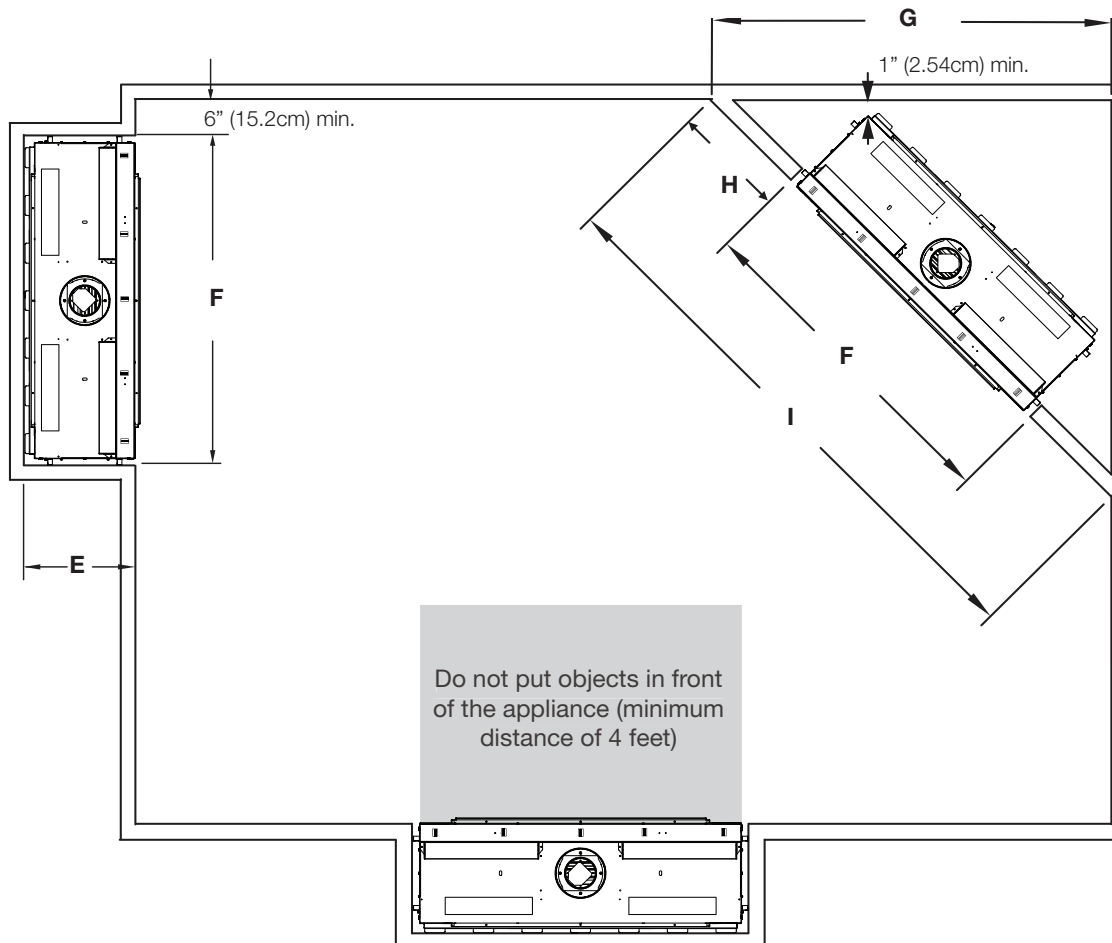 G
1” (2.54cm) min.
6” (15.2cm) min.
H
F
F
I
E
Do not put objects in front
of the appliance (minimum
distance of 4 feet)